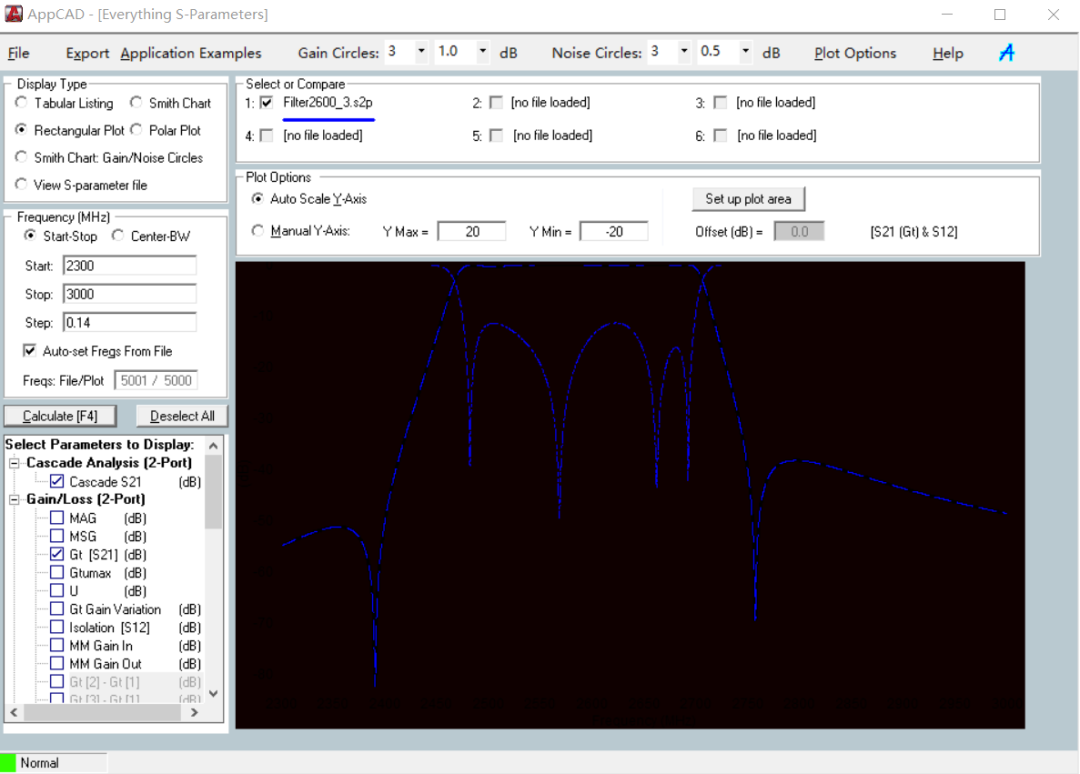 AppCAD - [Everything S-Parameters]
File Export Application Examples Gain Circles: 3 1.0 dB Noise Circles: 3 0.5 dB Plot Options Help A
Display Type
Tabular Listing Smith Chart
Rectangular Plot Polar Plot
Smith Chart: Gain/Noise Circles
View S-parameter file
Select or Compare
1: Filter2600_3.s2p 2: [no file loaded] 3: [no file loaded]
4: [no file loaded] 5: [no file loaded] 6: [no file loaded]
Plot Options
Auto Scale Y-Axis Set up plot area
Manual Y-Axis: Y Max = 20 Y Min = -20 Offset (dB) = 0.0 [S21 (Gt) & S12]
Frequency (MHz)
Start-Stop Center-BW
Start: 2300
Stop: 3000
Step: 0.14
Auto-set Freqs From File
Freqs: File/Plot 5001 / 5000
Calculate [F4] Deselect All
Select Parameters to Display:
Cascade Analysis (2-Port)
Cascade S21 (dB)
Gain/Loss (2-Port)
MAG (dB)
MSG (dB)
Gt [S21] (dB)
Gtumax (dB)
U (dB)
Gt Gain Variation (dB)
Isolation [S12] (dB)
MM Gain In (dB)
MM Gain Out (dB)
Gt [2] - Gt [1] (dB)
Gt [3] - Gt [1] (dB)
Normal